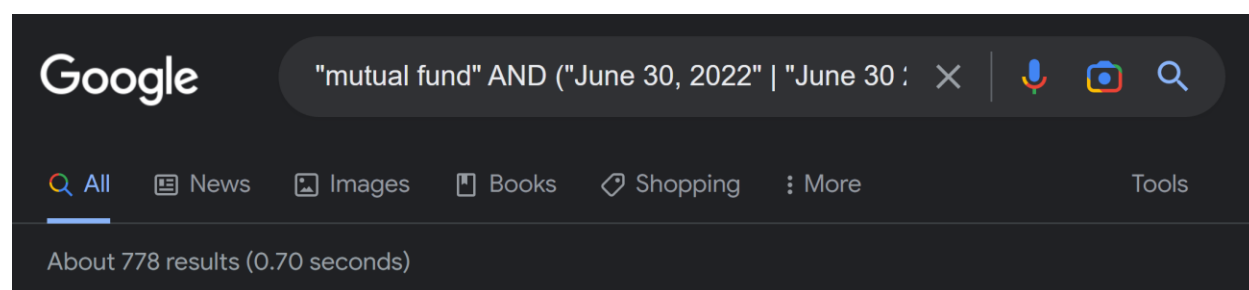 Google "mutual fund" AND ("June 30, 2022" | "June 30
All News Images Books Shopping More Tools
About 778 results (0.70 seconds)